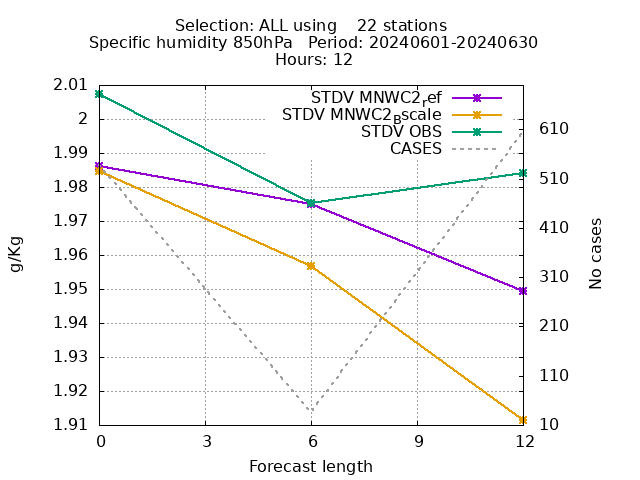 Selection: ALL using    22 stations
Specific humidity 850hPa   Period: 20240601-20240630
Hours: 12
STDV MNWC2ref
STDV MNWC2Bscale
STDV OBS
CASES
2.01
2
1.99
1.98
1.97
1.96
1.95
1.94
1.93
1.92
1.91
610
510
410
310
210
110
10
g/Kg
No cases
0 3 6 9 12
Forecast length